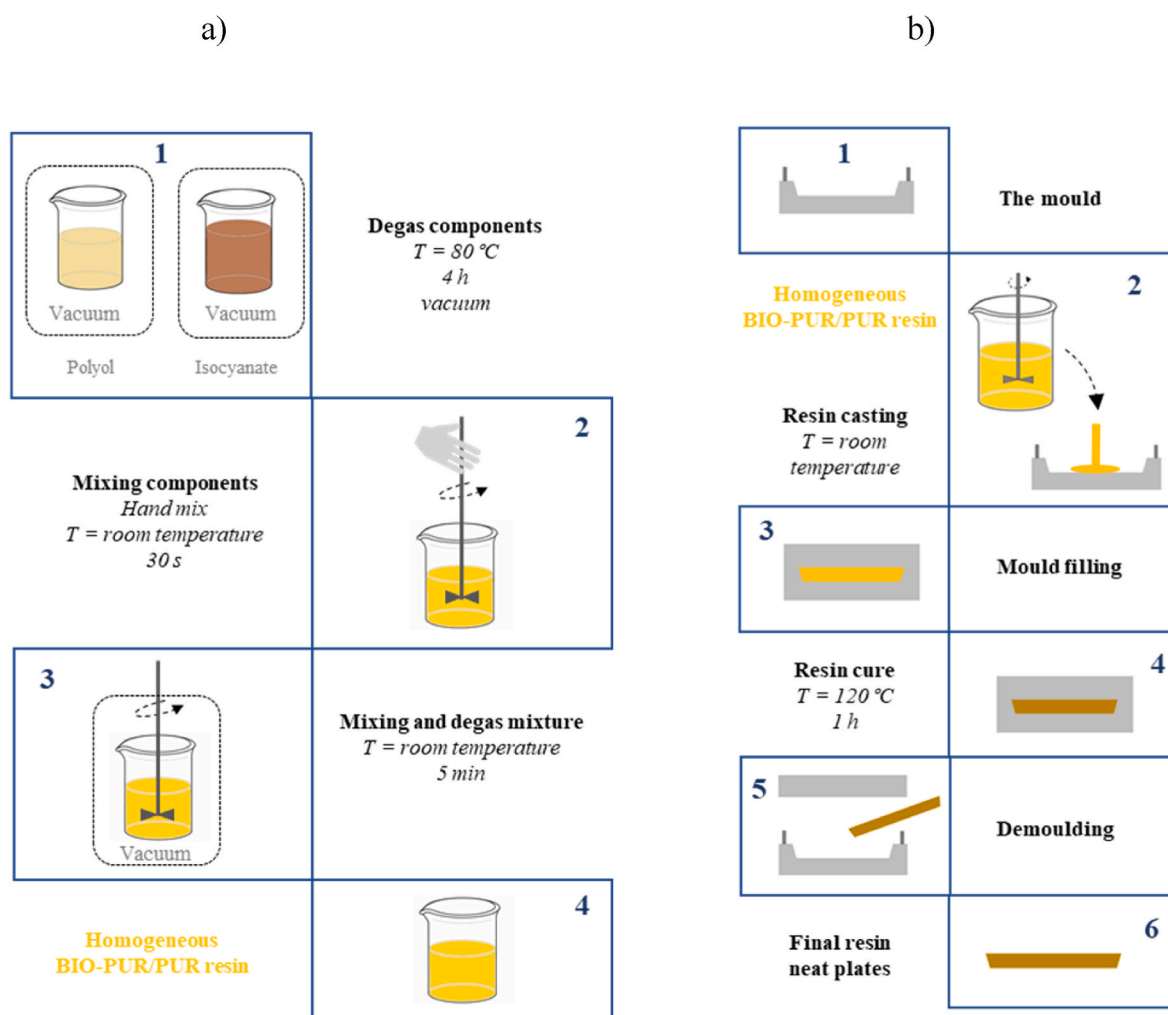 a)
1
Vacuum
Vacuum
Polyol
Isocyanate
Degas components
T = 80 °C
4 h
vacuum
2
Mixing components
Hand mix
T = room temperature
30 s
3
Vacuum
Mixing and degas mixture
T = room temperature
5 min
4
Homogeneous
BIO-PUR/PUR resin
b)
1
The mould
Homogeneous
BIO-PUR/PUR resin
2
Resin casting
T = room
temperature
3
Mould filling
Resin cure
T = 120 °C
1 h
4
5
Demoulding
Final resin
neat plates
6